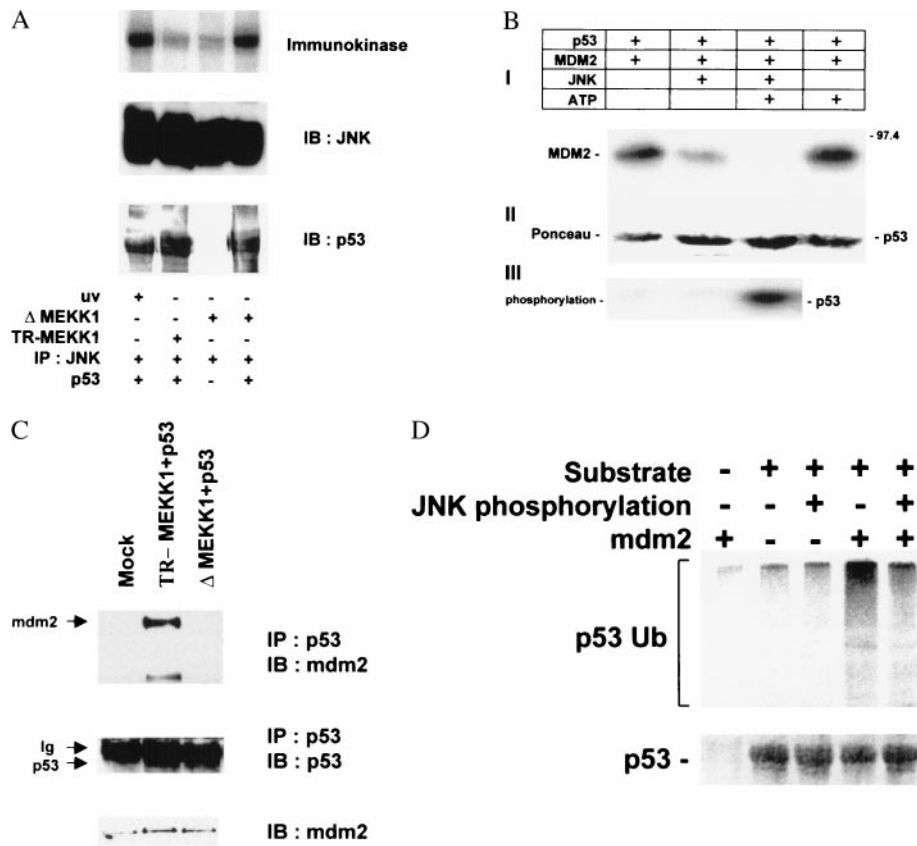 A
Immunokinase
IB : JNK
IB : p53
uv + - - -
Δ MEKK1 - - + +
TR-MEKK1 - + - -
IP : JNK + + + +
p53 + + - +
B
I
p53 + + + +
MDM2 + + + +
JNK + +
ATP + +
- 97.4
MDM2 -
II
Ponceau - - p53
III
phosphorylation - - p53
C
Mock
TR– MEKK1+p53
Δ MEKK1+p53
mdm2
IP : p53
IB : mdm2
Ig
p53
IP : p53
IB : p53
IB : mdm2
D
Substrate - + + + +
JNK phosphorylation - - + - +
mdm2 + - - + +
p53 Ub
p53 -